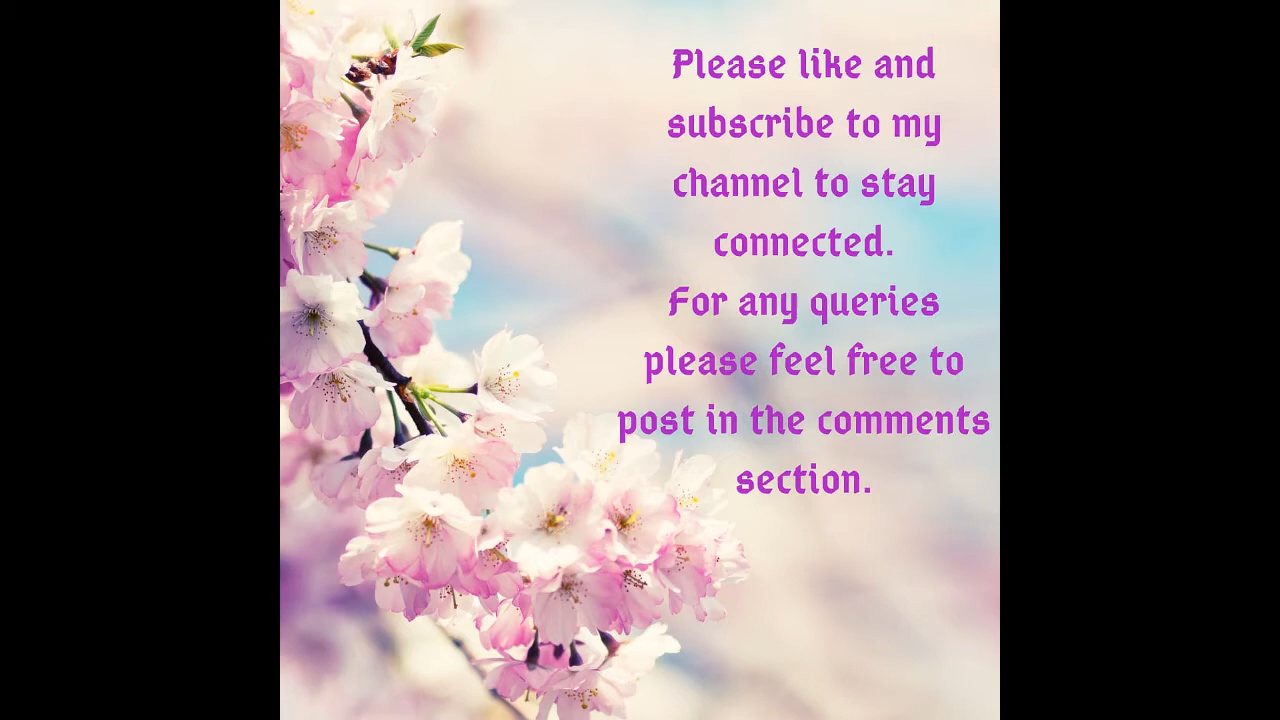 Please like and
subscribe to my
channel to stay
connected.
For any queries
please feel free to
post in the comments
section.